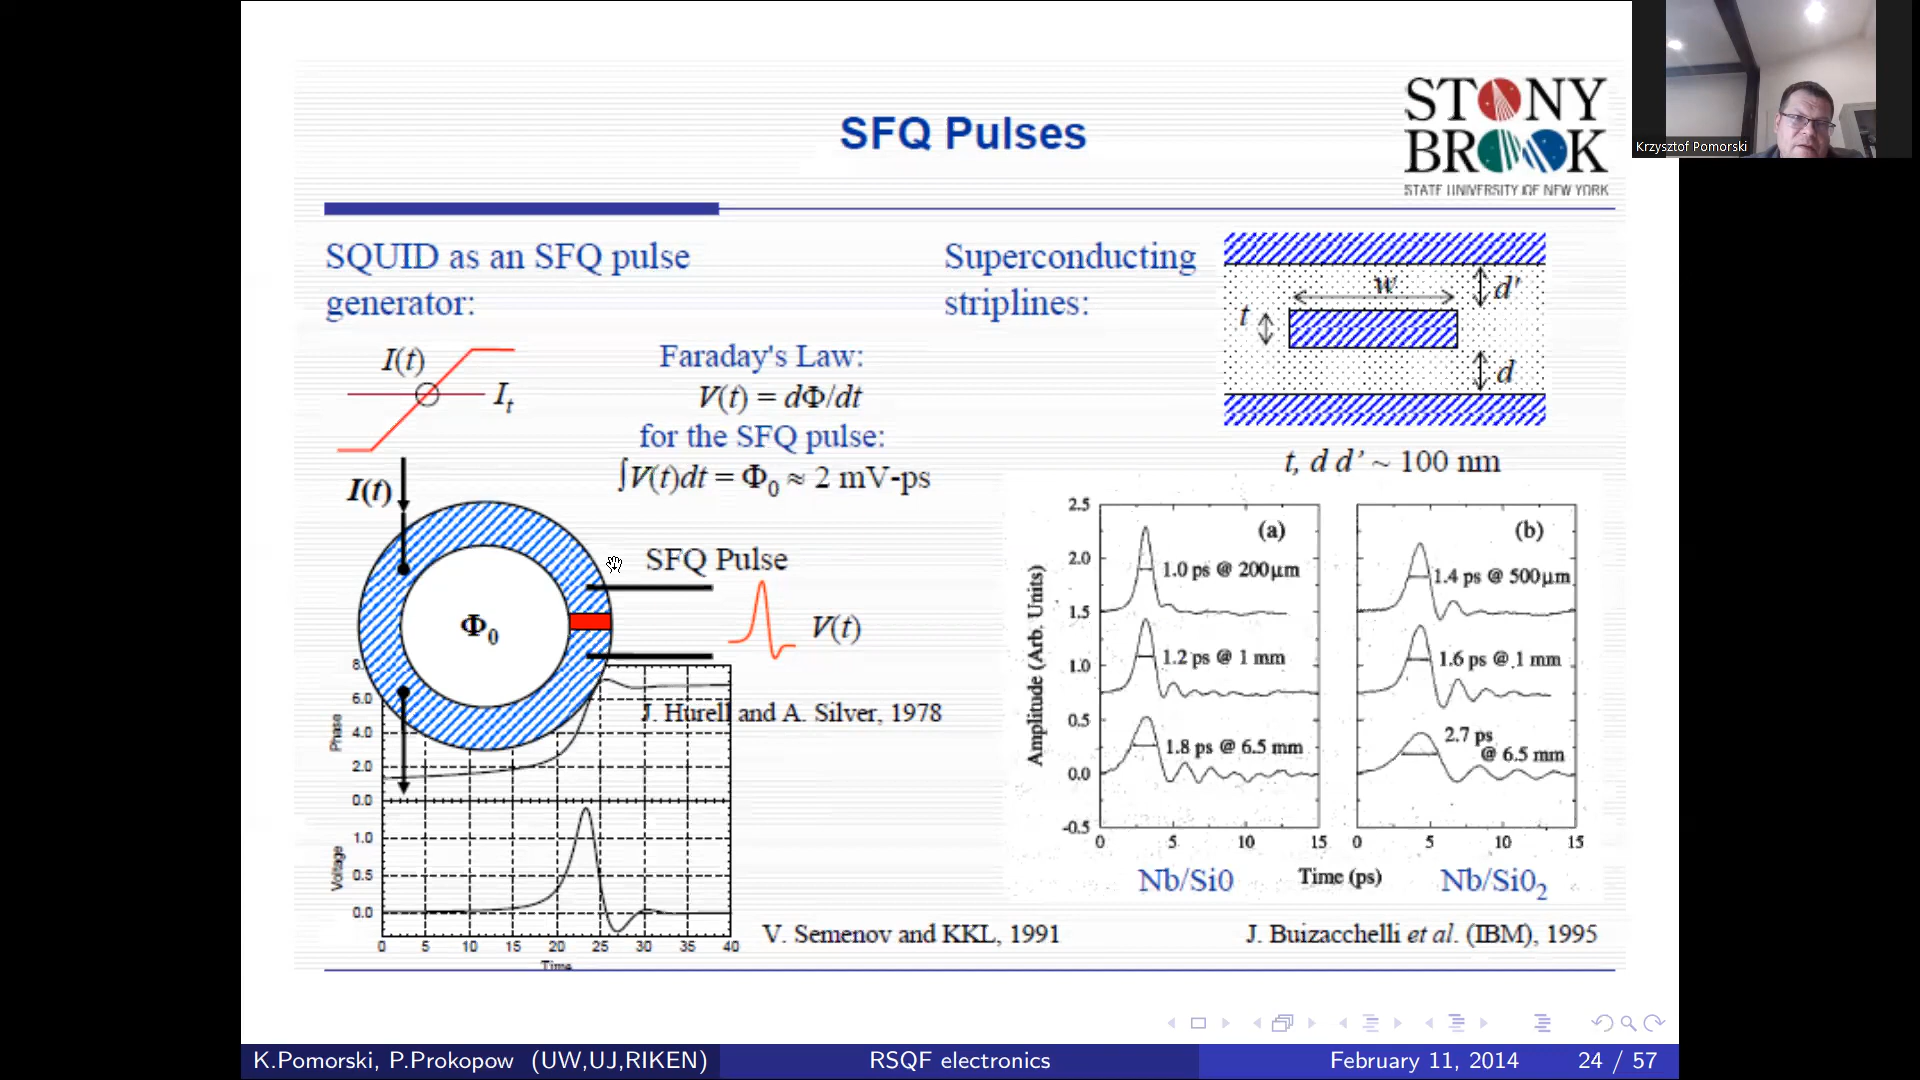 SFQ Pulses
STONY
BROOK
STATE UNIVERSITY OF NEW YORK
Krzysztof Pomorski
SQUID as an SFQ pulse
generator:
I(t)
I_t
Faraday's Law:
V(t) = dΦ/dt
for the SFQ pulse:
∫V(t)dt = Φ₀ ≈ 2 mV-ps
I(t)
Φ₀
SFQ Pulse
V(t)
J. Hurell and A. Silver, 1978
Phase
8.
6.0
4.0
2.0
0.0
Voltage
1.0
0.5
0.0
0 5 10 15 20 25 30 35 40
Time
V. Semenov and KKL, 1991
Superconducting
striplines:
w
d'
t
d
t, d d’ ~ 100 nm
Amplitude (Arb. Units)
2.5
2.0
1.5
1.0
0.5
0.0
-0.5
(a)
1.0 ps @ 200μm
1.2 ps @ 1 mm
1.8 ps @ 6.5 mm
0 5 10 15
(b)
1.4 ps @ 500μm
1.6 ps @ 1 mm
2.7 ps
@ 6.5 mm
0 5 10 15
Nb/Si0
Time (ps)
Nb/Si0₂
J. Buizacchelli et al. (IBM), 1995
K.Pomorski, P.Prokopow (UW,UJ,RIKEN)
RSQF electronics
February 11, 2014
24 / 57